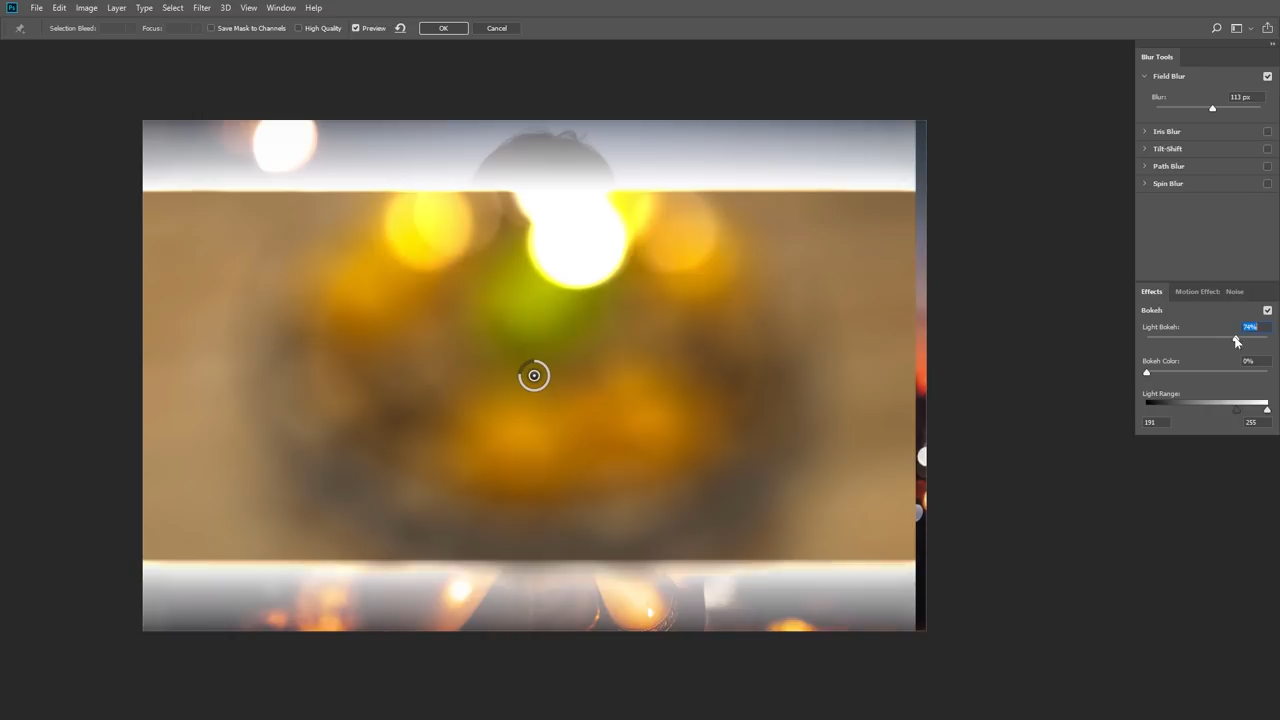 Ps File Edit Image Layer Type Select Filter 3D View Window Help
Selection Bleed: Focus: Save Mask to Channels High Quality Preview OK Cancel
Blur Tools
Field Blur
Blur: 113 px
Iris Blur
Tilt-Shift
Path Blur
Spin Blur
Effects Motion Effect: Noise
Bokeh
Light Bokeh: 74%
Bokeh Color: 0%
Light Range:
191 255